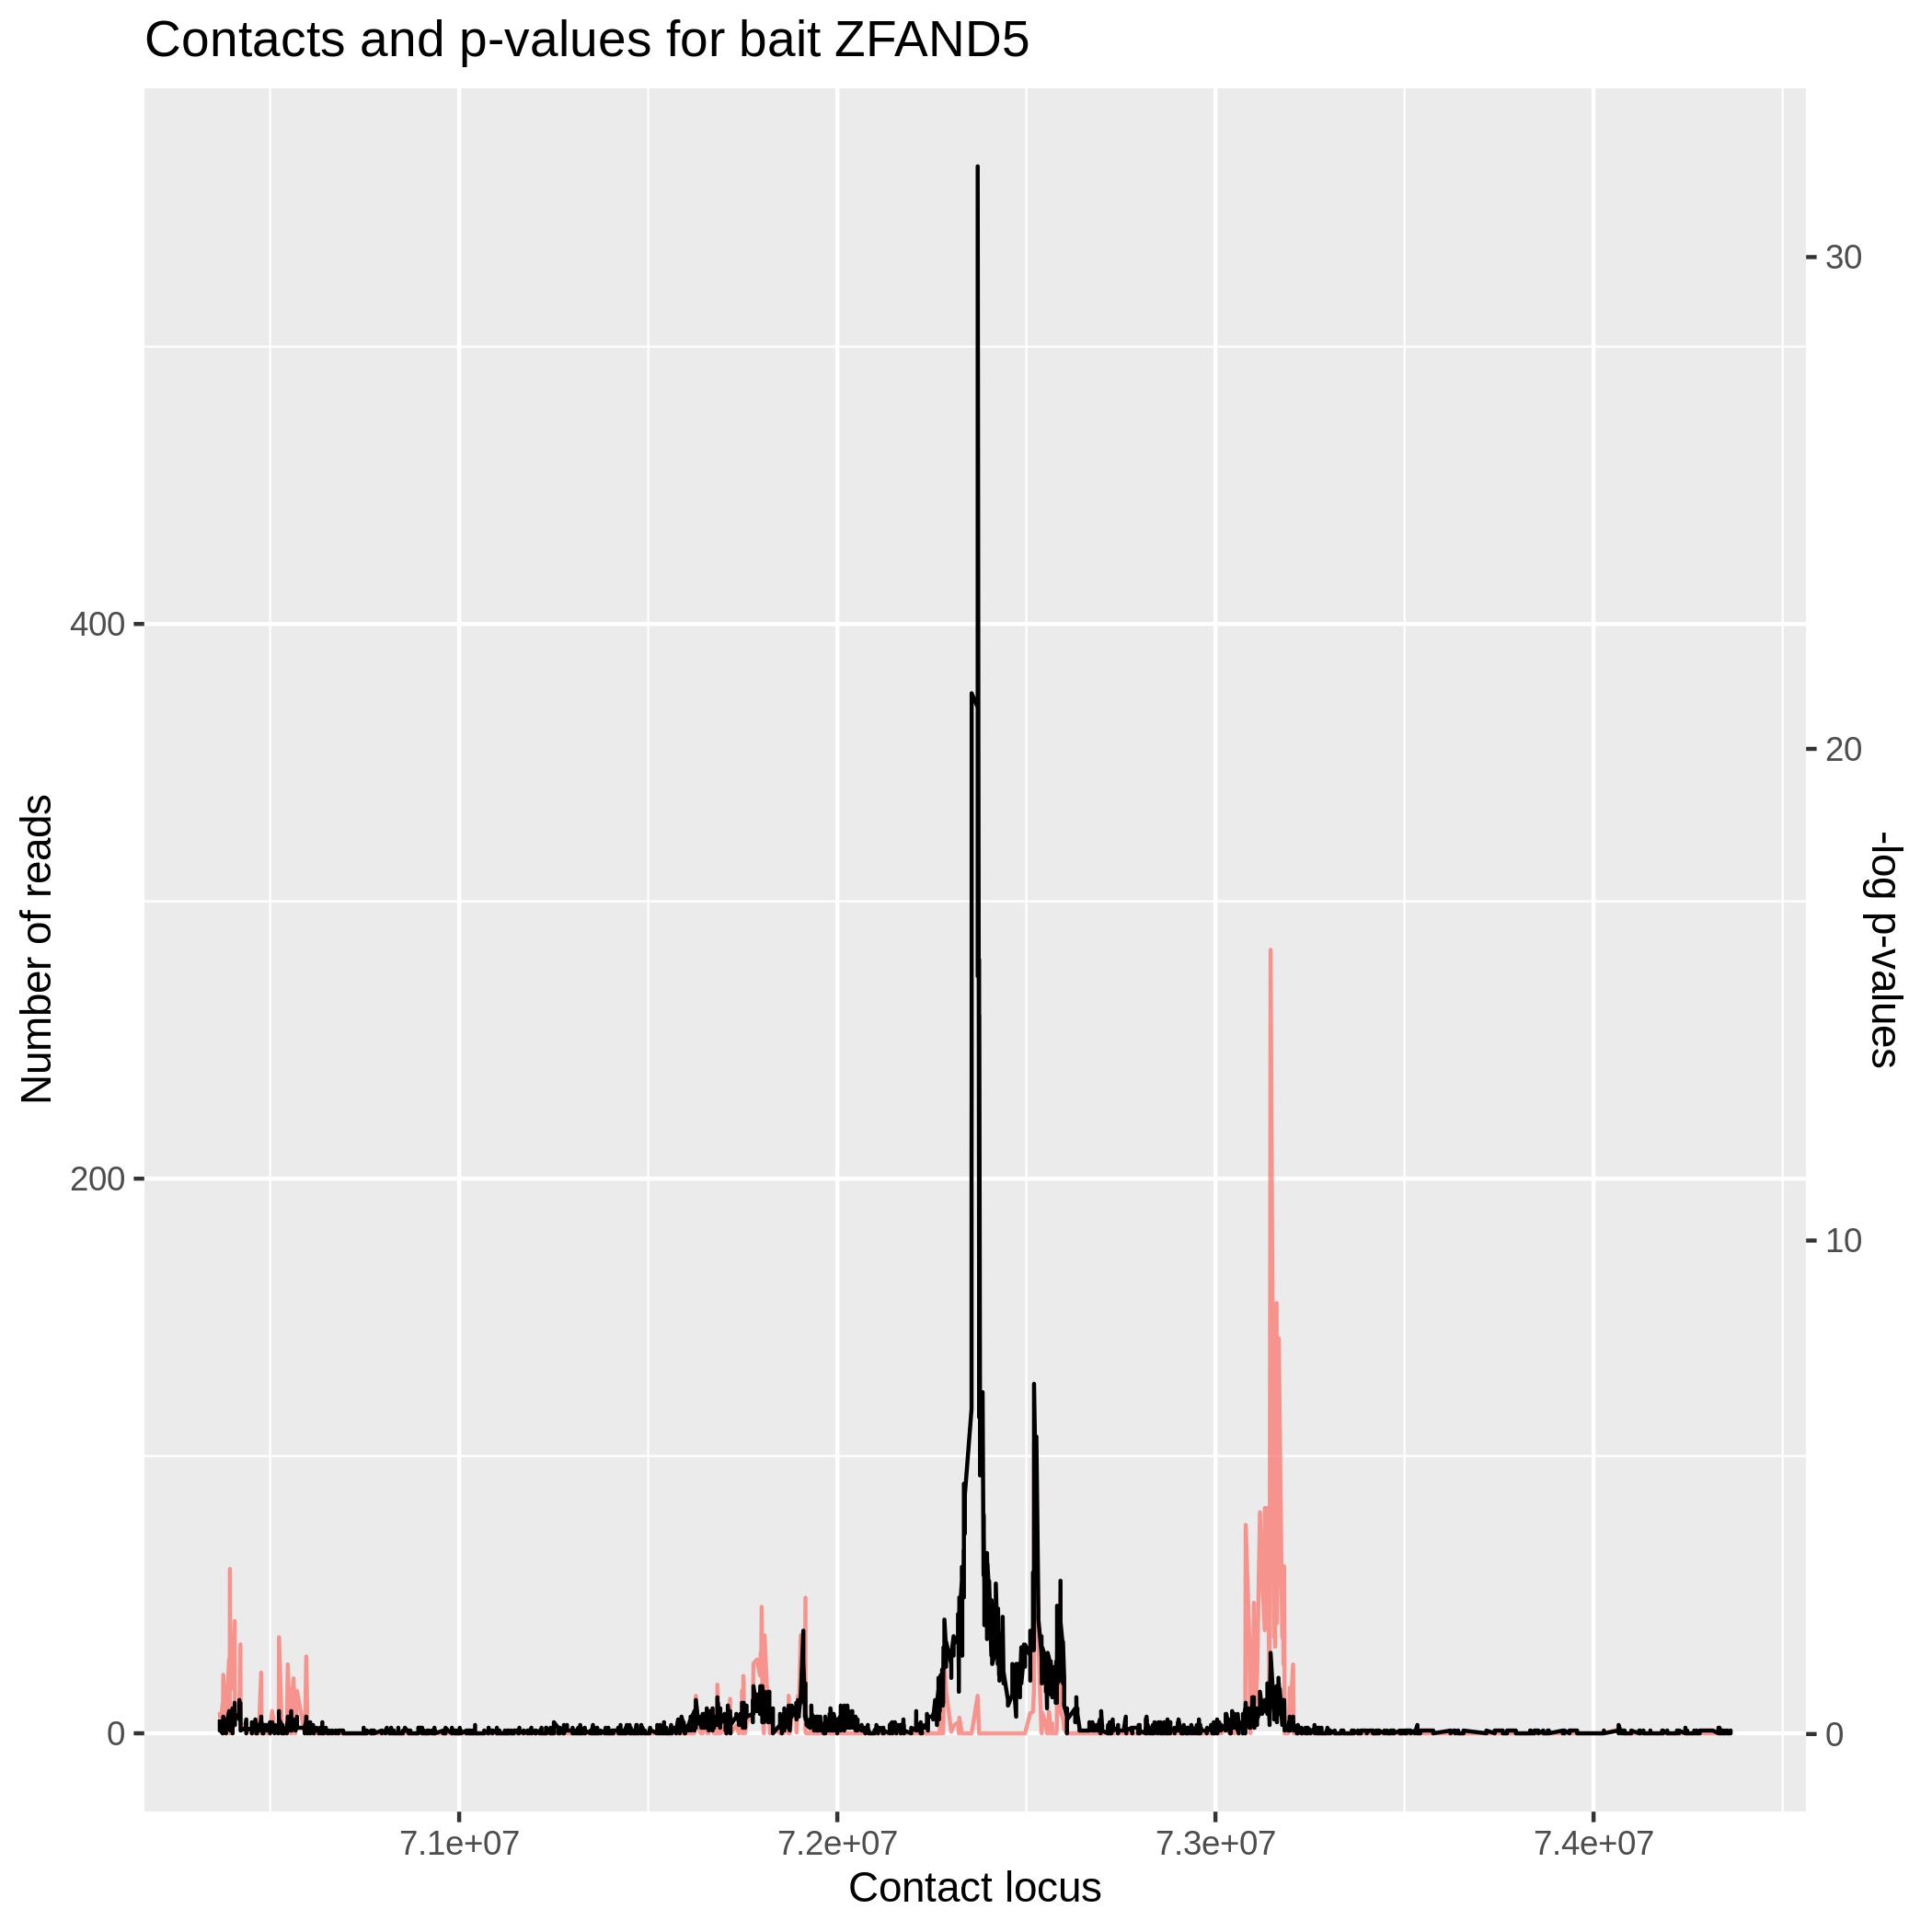 Contacts and p-values for bait ZFAND5
Number of reads
400
200
0
30
20
10
0
-log p-values
7.1e+07
7.2e+07
7.3e+07
7.4e+07
Contact locus